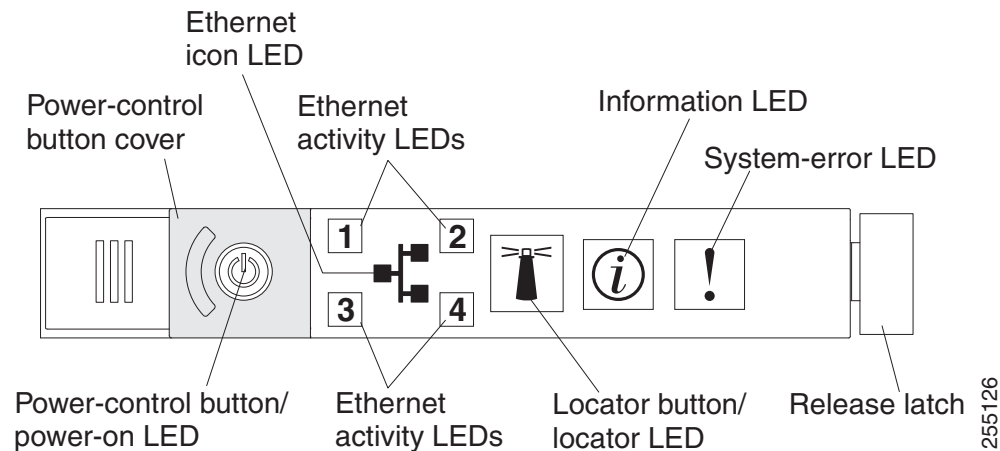 Ethernet
icon LED
Power-control
button cover
Ethernet
activity LEDs
Information LED
System-error LED
1
2
3
4
i
!
Power-control button/
power-on LED
Ethernet
activity LEDs
Locator button/
locator LED
Release latch
255126